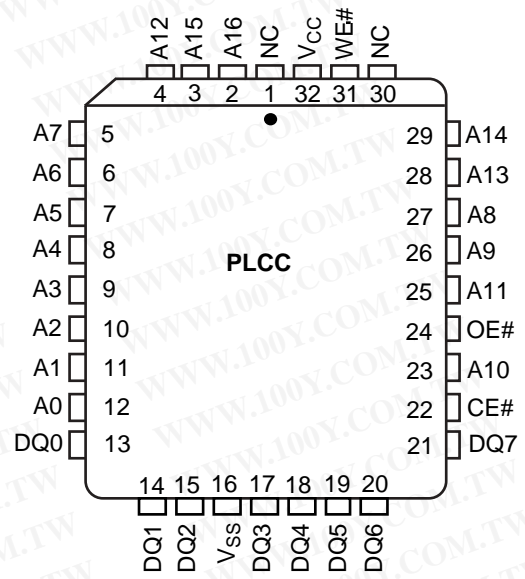 A12 A15 A16 NC VCC WE# NC
4 3 2 1 32 31 30
A7 5 29 A14
A6 6 28 A13
A5 7 27 A8
A4 8 26 A9
PLCC
A3 9 25 A11
A2 10 24 OE#
A1 11 23 A10
A0 12 22 CE#
DQ0 13 21 DQ7
14 15 16 17 18 19 20
DQ1 DQ2 VSS DQ3 DQ4 DQ5 DQ6
WWW.100Y.COM.TW